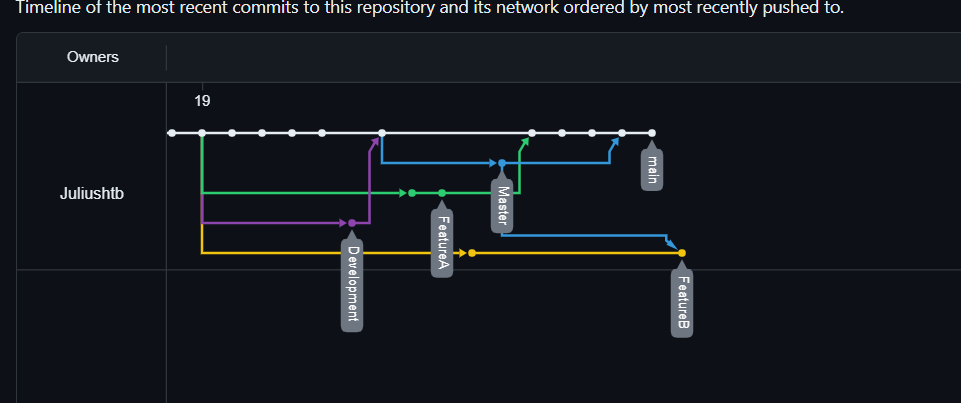 Timeline of the most recent commits to this repository and its network ordered by most recently pushed to.
Owners
19
Juliushtb
main
Master
FeatureA
Development
FeatureB